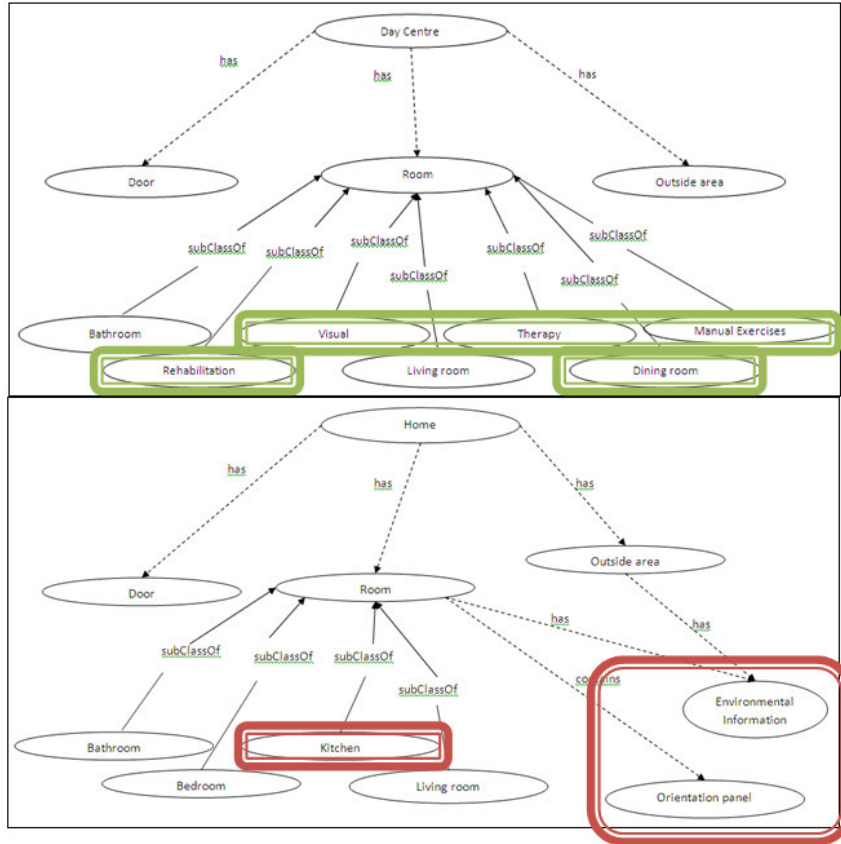 Day Centre
has
has
has
Door
Room
Outside area
subClassOf
subClassOf
subClassOf
subClassOf
subClassOf
subClassOf
subClassOf
Bathroom
Visual
Therapy
Manual Exercises
Rehabilitation
Living room
Dining room
Home
has
has
has
Outside area
Door
Room
has
has
subClassOf
subClassOf
subClassOf
subClassOf
contains
Environmental
Information
Bathroom
Kitchen
Bedroom
Living room
Orientation panel